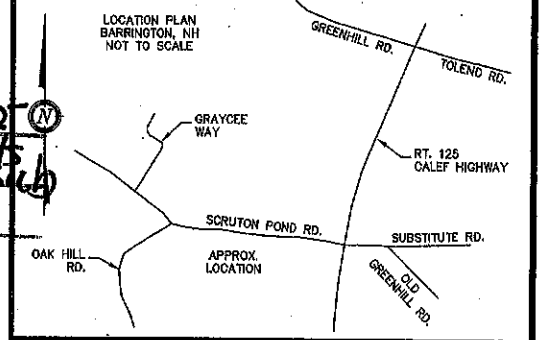 LOCATION PLAN
BARRINGTON, NH
NOT TO SCALE
GREENHILL RD.
TOLEND RD.
N
GRAYCEE
WAY
RT. 125
CALEF HIGHWAY
SCRUTON POND RD.
SUBSTITUTE RD.
OAK HILL
RD.
APPROX.
LOCATION
OLD
GREENHILL RD.